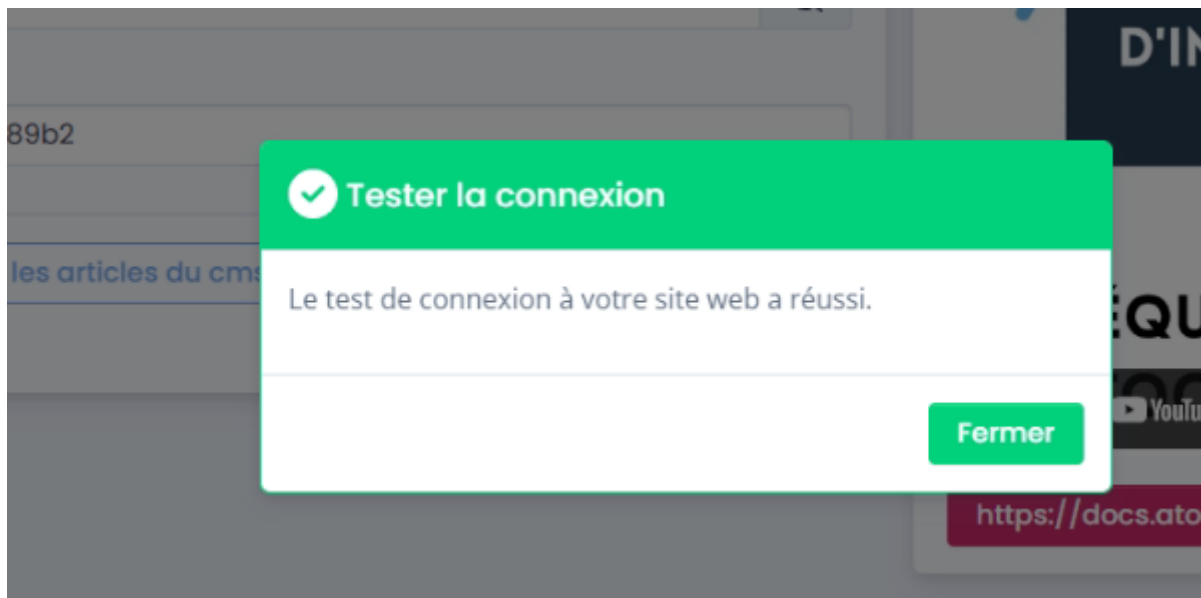 D'IN
89b2
Tester la connexion
les articles du cms
Le test de connexion à votre site web a réussi.
ÉQU
YouTu
Fermer
https://docs.ato